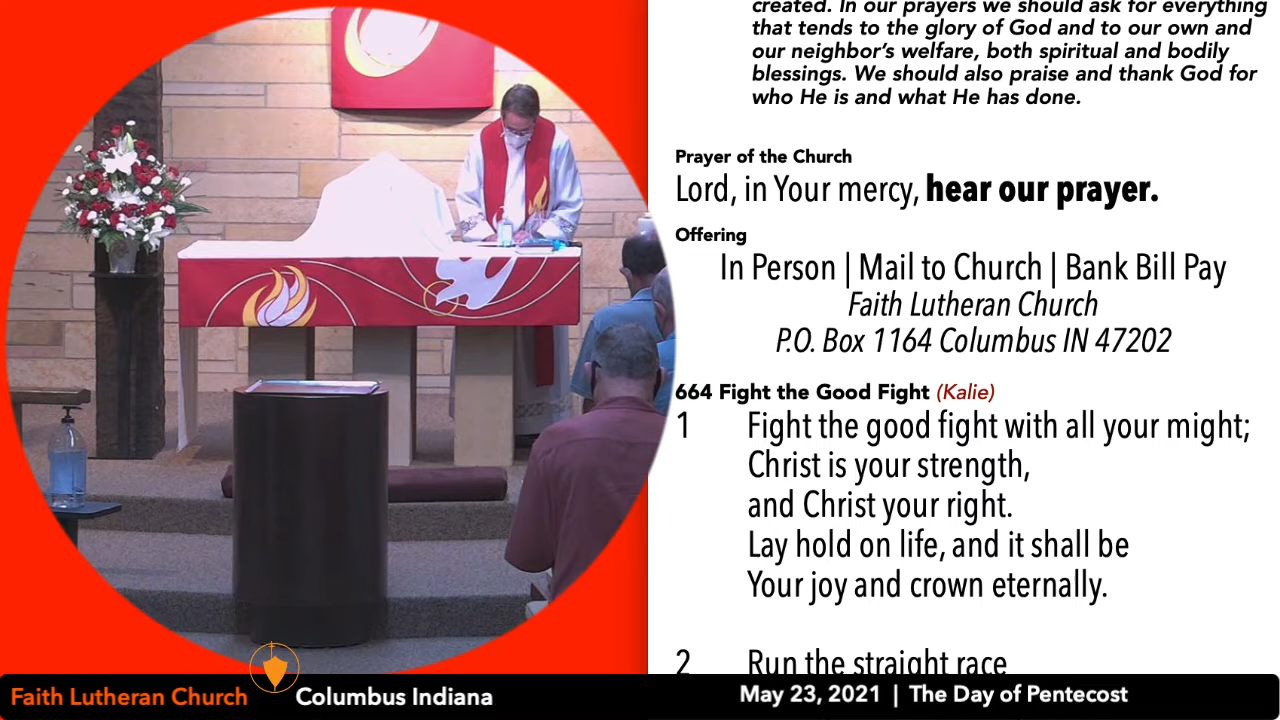 created. In our prayers we should ask for everything
that tends to the glory of God and to our own and
our neighbor's welfare, both spiritual and bodily
blessings. We should also praise and thank God for
who He is and what He has done.
Prayer of the Church
Lord, in Your mercy, hear our prayer.
Offering
In Person | Mail to Church | Bank Bill Pay
Faith Lutheran Church
P.O. Box 1164 Columbus IN 47202
664 Fight the Good Fight (Kalie)
1 Fight the good fight with all your might;
Christ is your strength,
and Christ your right.
Lay hold on life, and it shall be
Your joy and crown eternally.
2 Run the straight race
Faith Lutheran Church Columbus Indiana
May 23, 2021 | The Day of Pentecost